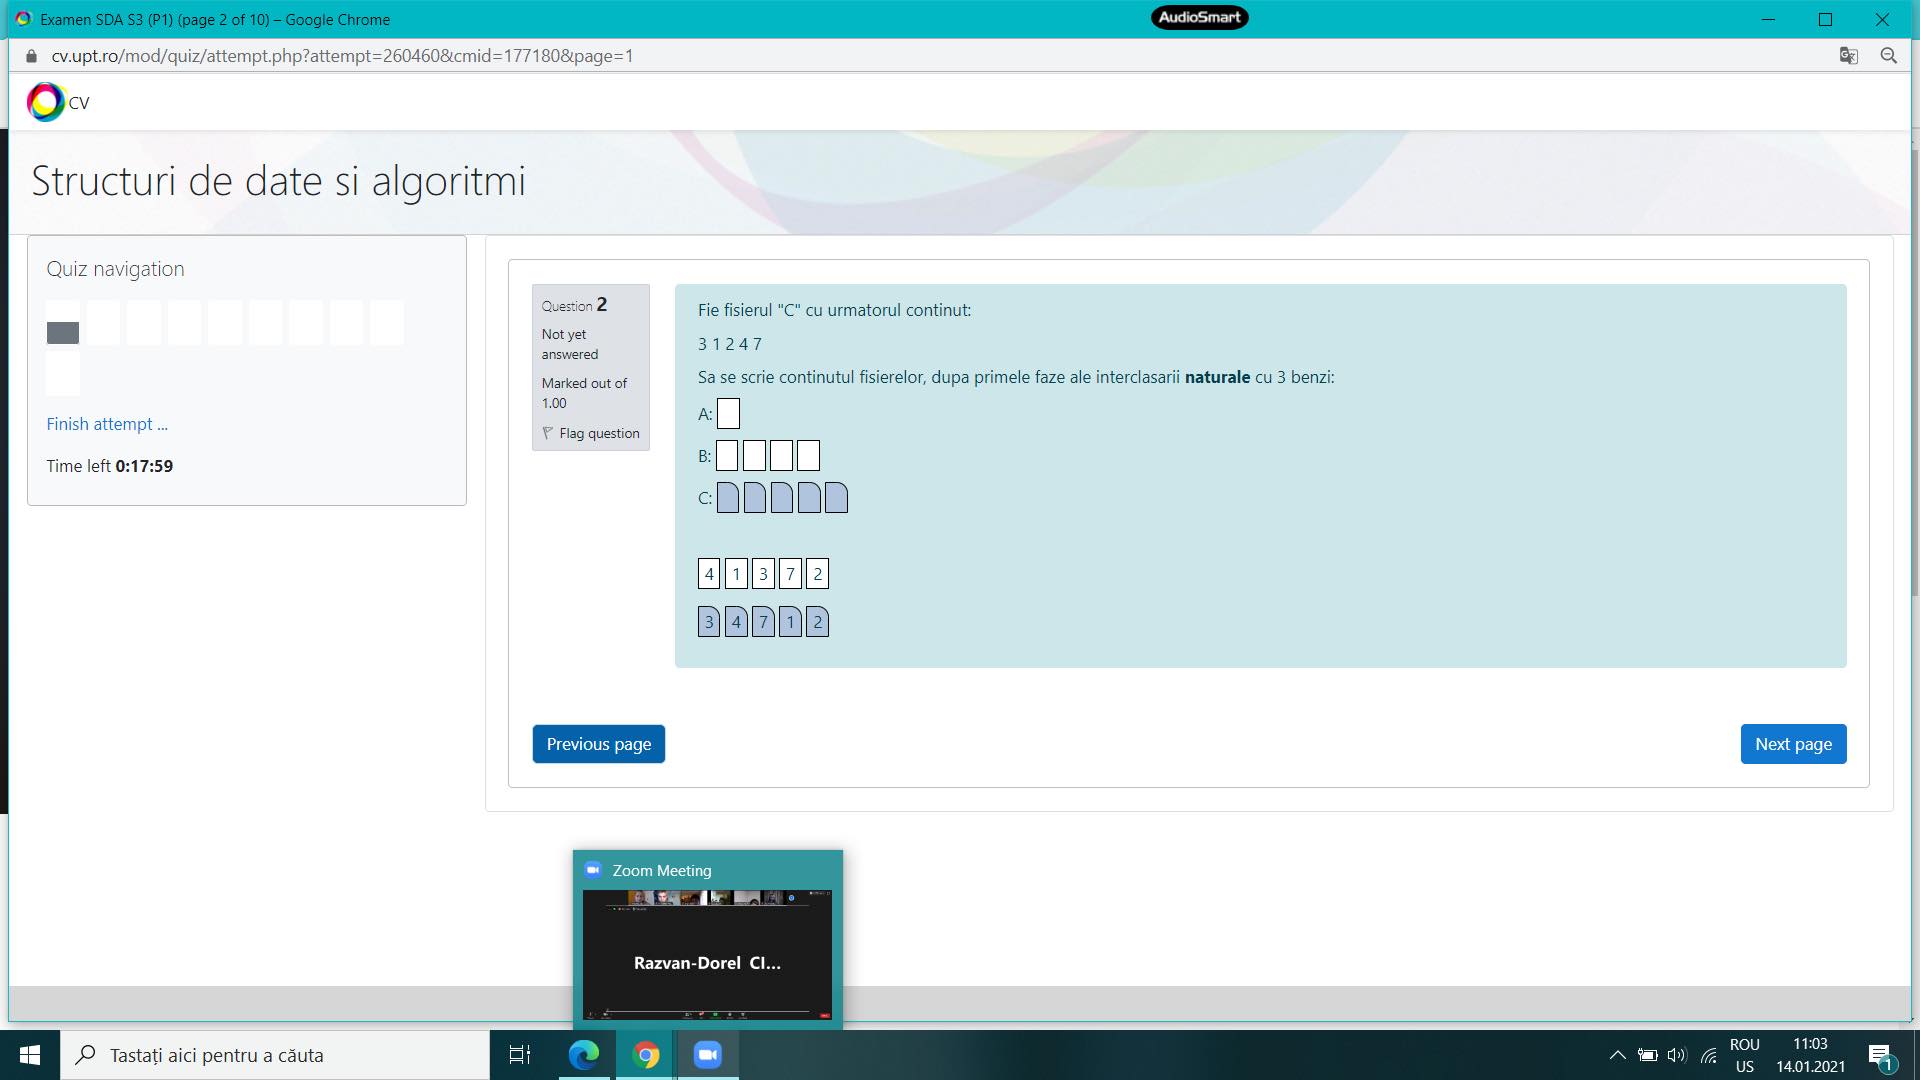 Examen SDA S3 (P1) (page 2 of 10) – Google Chrome
AudioSmart
cv.upt.ro/mod/quiz/attempt.php?attempt=260460&cmid=177180&page=1
CV
Structuri de date si algoritmi
Quiz navigation
Finish attempt ...
Time left 0:17:59
Question 2
Not yet
answered
Marked out of
1.00
Flag question
Fie fisierul "C" cu urmatorul continut:
3 1 2 4 7
Sa se scrie continutul fisierelor, dupa primele faze ale interclasarii naturale cu 3 benzi:
A:
B:
C:
4 1 3 7 2
3 4 7 1 2
Previous page
Next page
Zoom Meeting
Razvan-Dorel CI...
Tastați aici pentru a căuta
ROU
US
11:03
14.01.2021
1